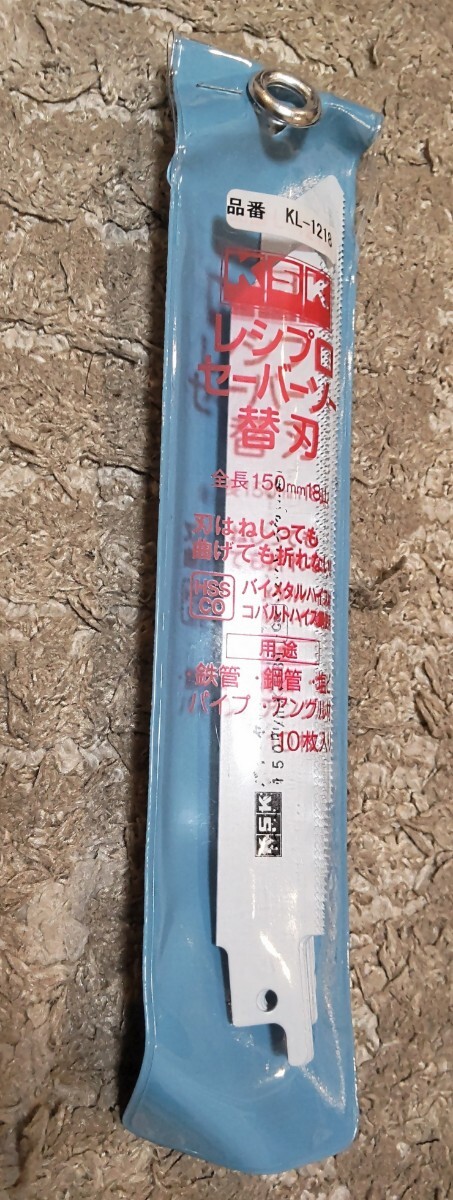 品番 KL-1218
KSK
レシプロ
セーバーソー
替刃
全長150mm18山
刃はねじっても
曲げても折れない
HSS
CO
バイメタルハイス
コバルトハイス
用途
・鉄管・鋼管・塩
パイプ・アングル
10枚入
KSK